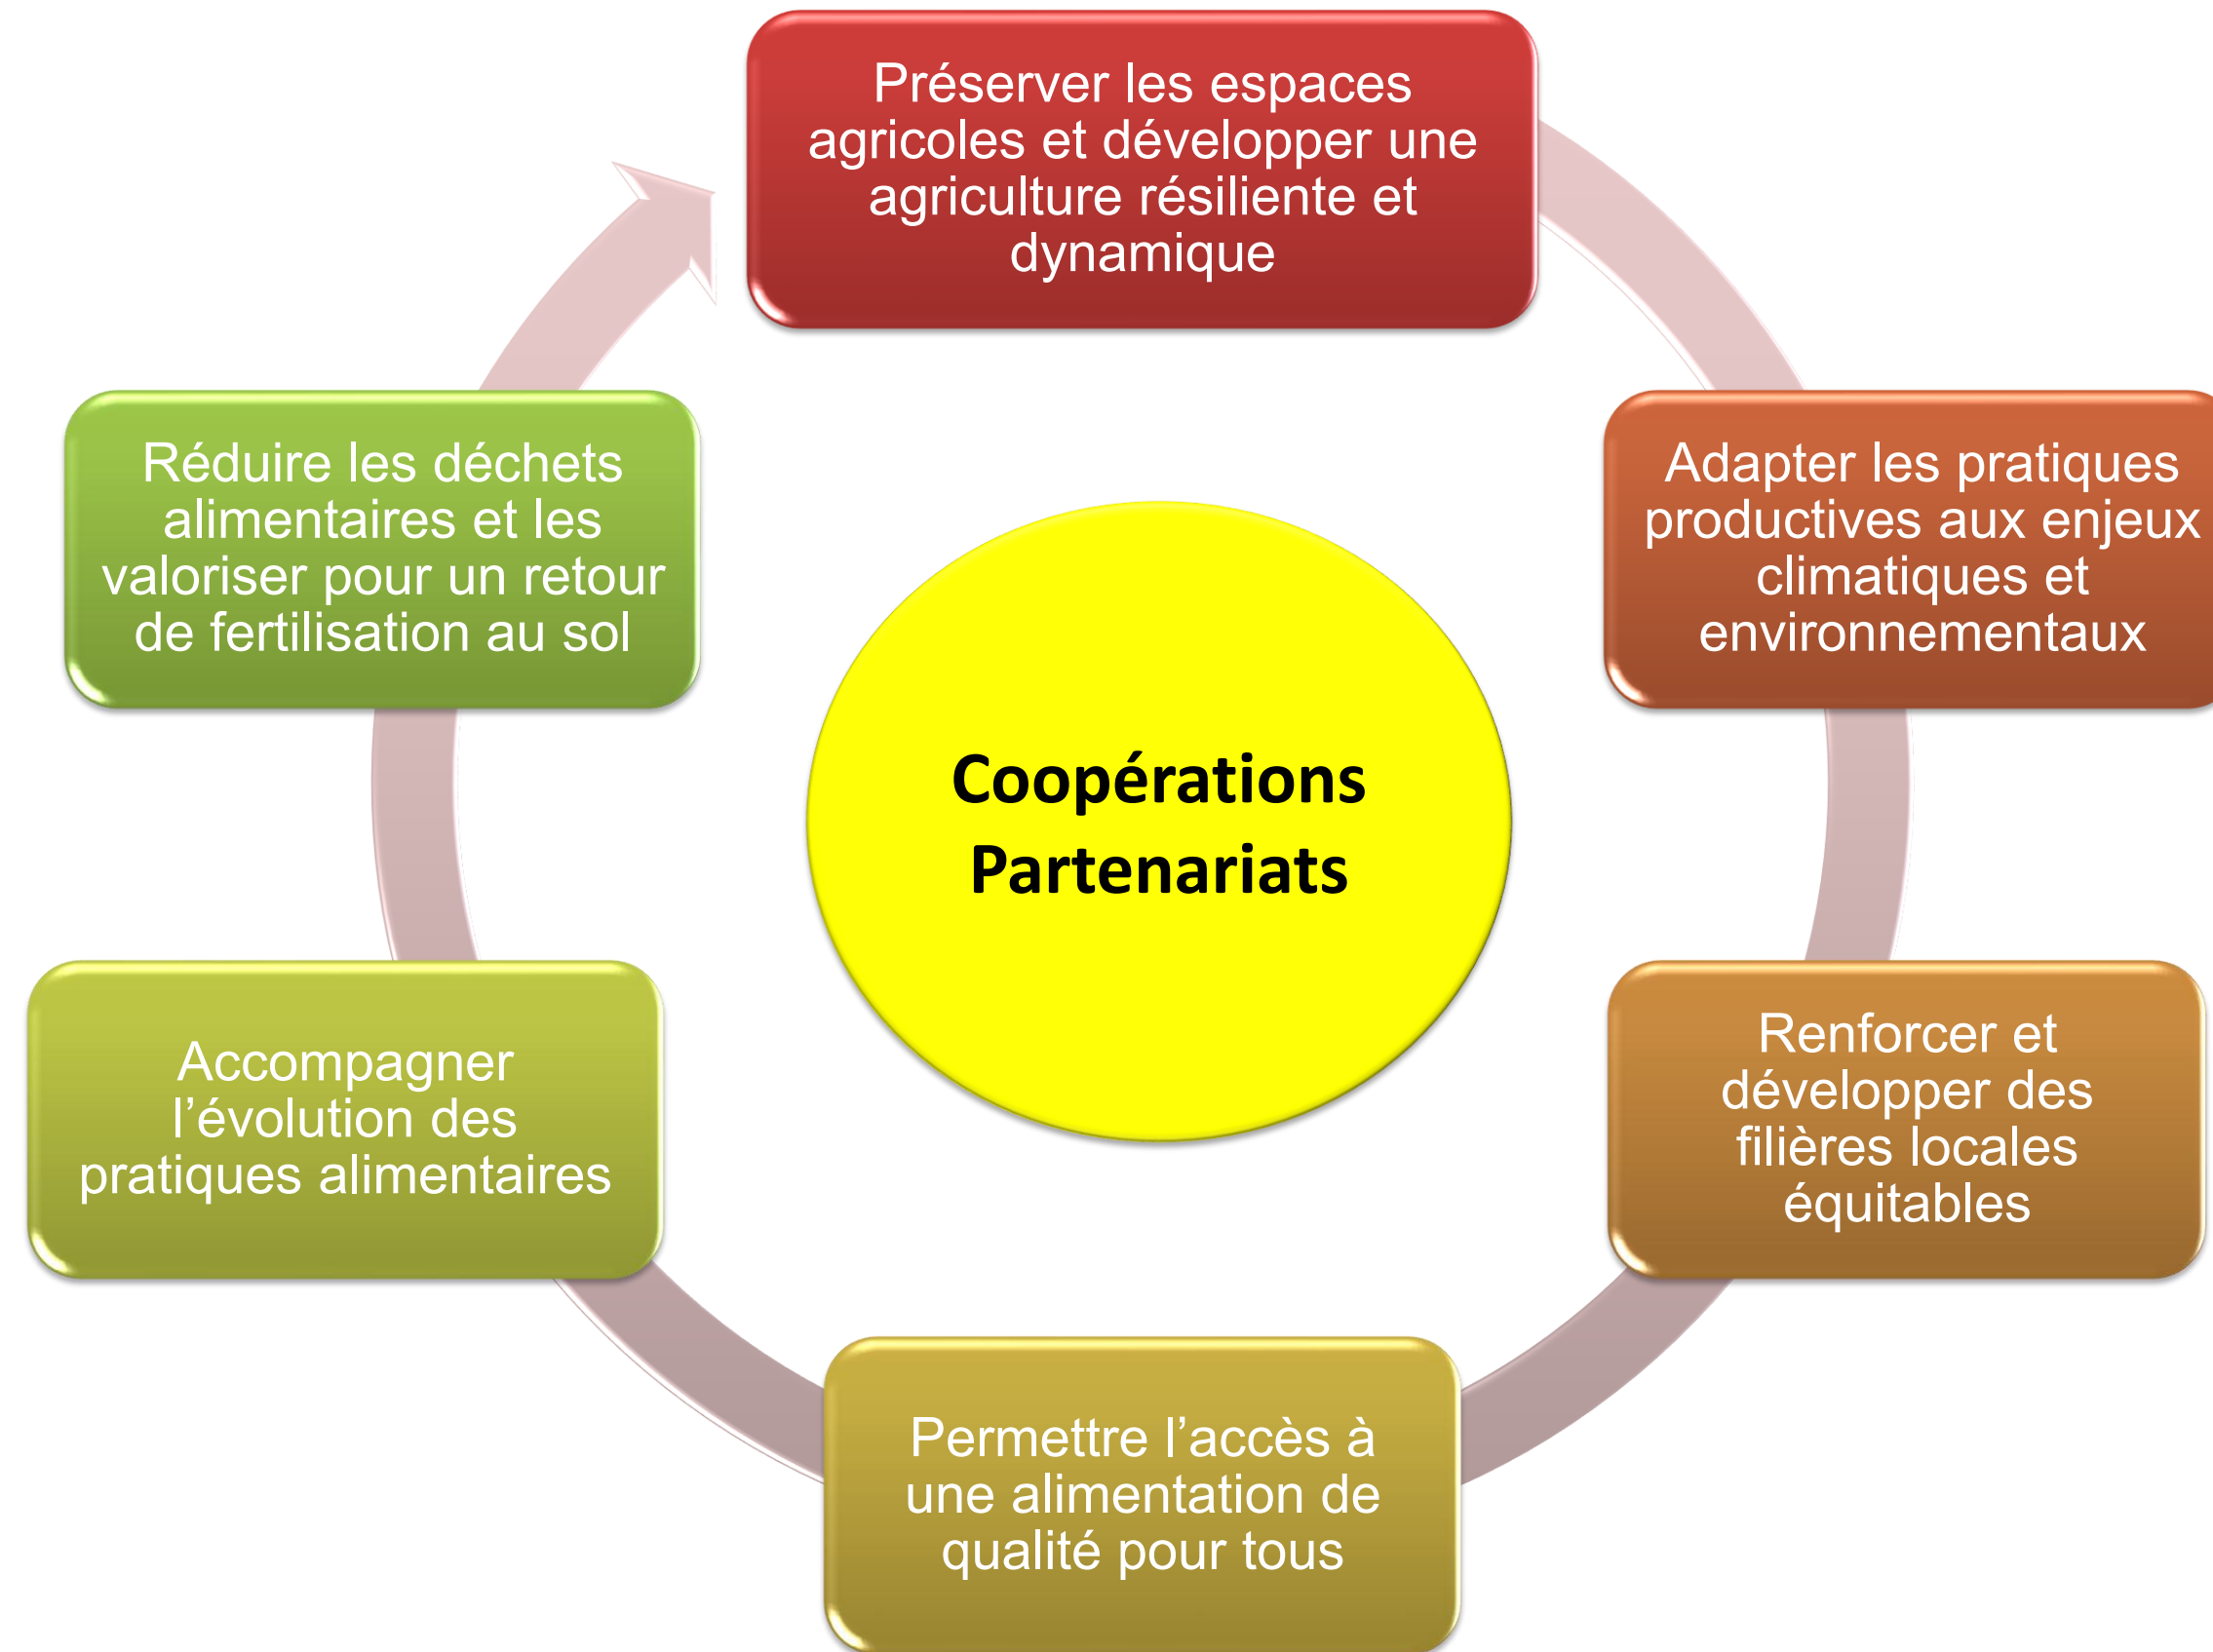 Préserver les espaces
agricoles et développer une
agriculture résiliente et
dynamique
Adapter les pratiques
productives aux enjeux
climatiques et
environnementaux
Renforcer et
développer des
filières locales
équitables
Permettre l’accès à
une alimentation de
qualité pour tous
Accompagner
l’évolution des
pratiques alimentaires
Réduire les déchets
alimentaires et les
valoriser pour un retour
de fertilisation au sol
Coopérations
Partenariats